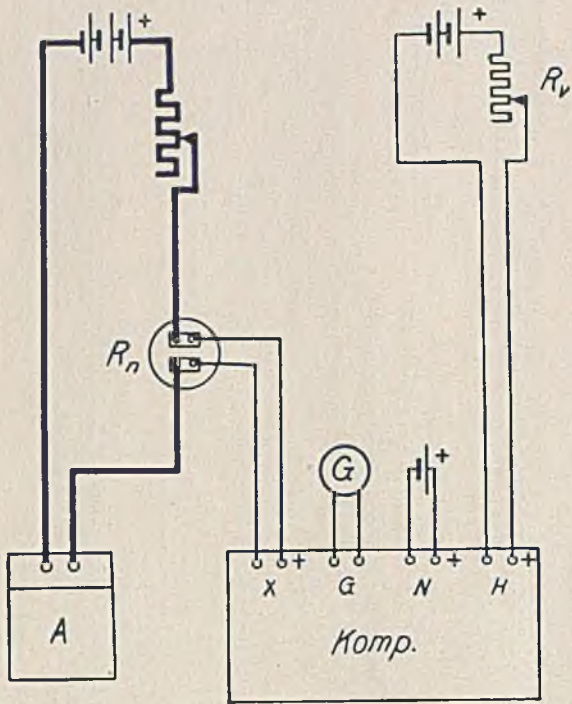 +
+
Rᵥ
Rₙ
G
+
+ + +
X G N H
A
Komp.